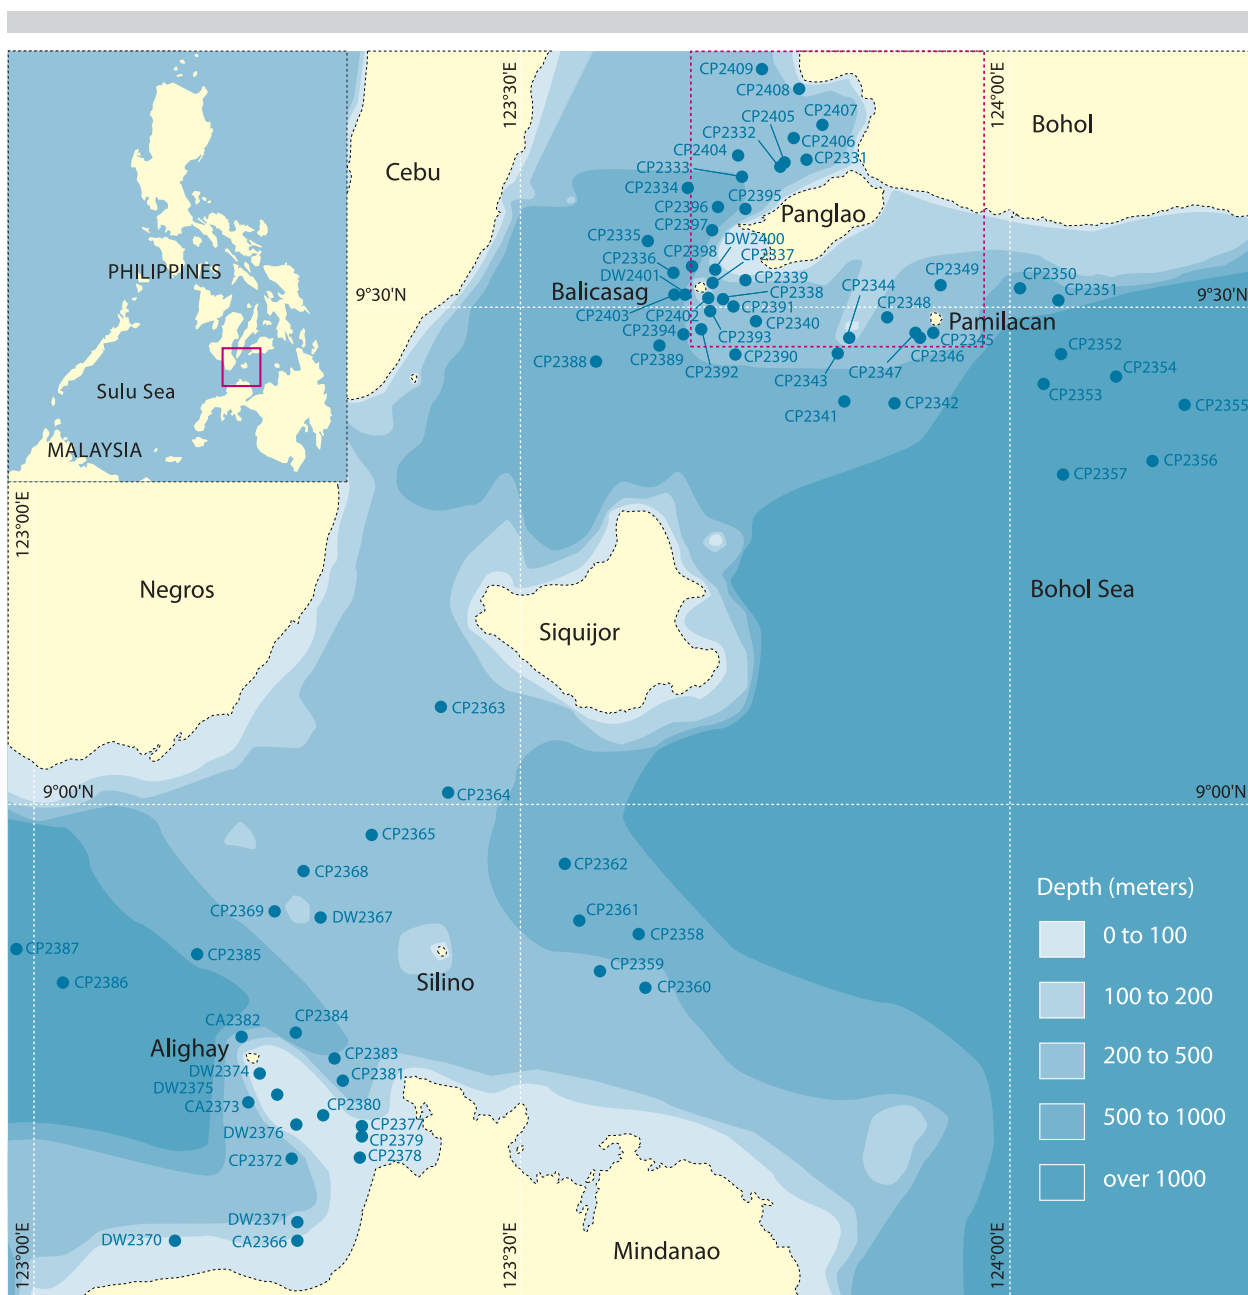 CP2409
CP2408
CP2405
CP2407
CP2332
CP2404
CP2406
CP2333
CP2331
CP2334
CP2395
CP2396
CP2397
CP2335
DW2400
CP2398
CP2337
CP2336
DW2401
CP2339
CP2344
CP2349
CP2350
CP2338
CP2351
CP2403
CP2402
CP2391
CP2348
CP2394
CP2340
CP2393
CP2345
CP2388
CP2389
CP2392
CP2390
CP2343
CP2347
CP2346
CP2352
CP2354
CP2353
CP2341
CP2342
CP2355
CP2356
CP2357
Cebu
Bohol
Panglao
Balicasag
Pamilacan
PHILIPPINES
Sulu Sea
MALAYSIA
123°30'E
124°00'E
9°30'N
9°30'N
123°00'E
Negros
Siquijor
Bohol Sea
CP2363
9°00'N
CP2364
9°00'N
CP2365
CP2362
CP2368
CP2369
DW2367
CP2361
CP2358
CP2387
CP2385
CP2359
CP2386
CP2360
Silino
CA2382
CP2384
Alighay
CP2383
DW2374
CP2381
DW2375
CA2373
CP2380
DW2376
CP2377
CP2379
CP2372
CP2378
DW2371
DW2370
CA2366
Mindanao
123°00'E
123°30'E
124°00'E
Depth (meters)
0 to 100
100 to 200
200 to 500
500 to 1000
over 1000